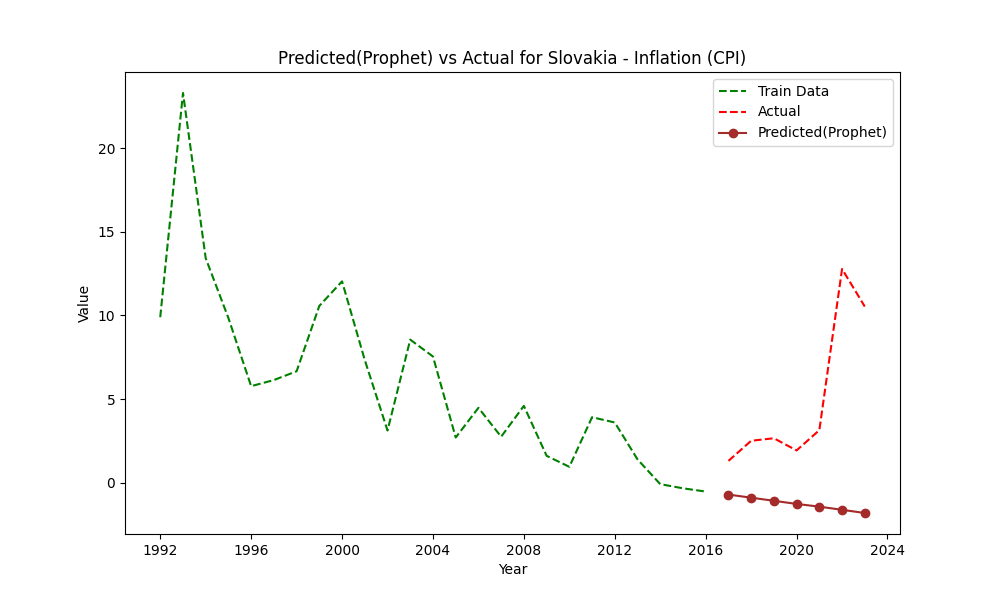 Predicted(Prophet) vs Actual for Slovakia - Inflation (CPI)
Train Data
Actual
Predicted(Prophet)
Value
20
15
10
5
0
1992 1996 2000 2004 2008 2012 2016 2020 2024
Year